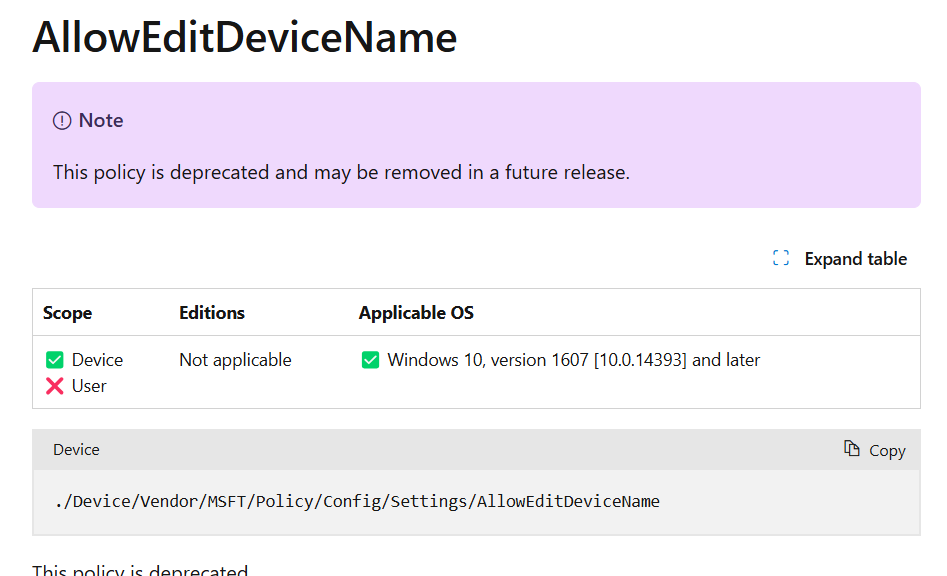 AllowEditDeviceName
Note
This policy is deprecated and may be removed in a future release.
Expand table
Scope Editions Applicable OS
✅ Device Not applicable ✅ Windows 10, version 1607 [10.0.14393] and later
❌ User
Device Copy
./Device/Vendor/MSFT/Policy/Config/Settings/AllowEditDeviceName
This policy is deprecated